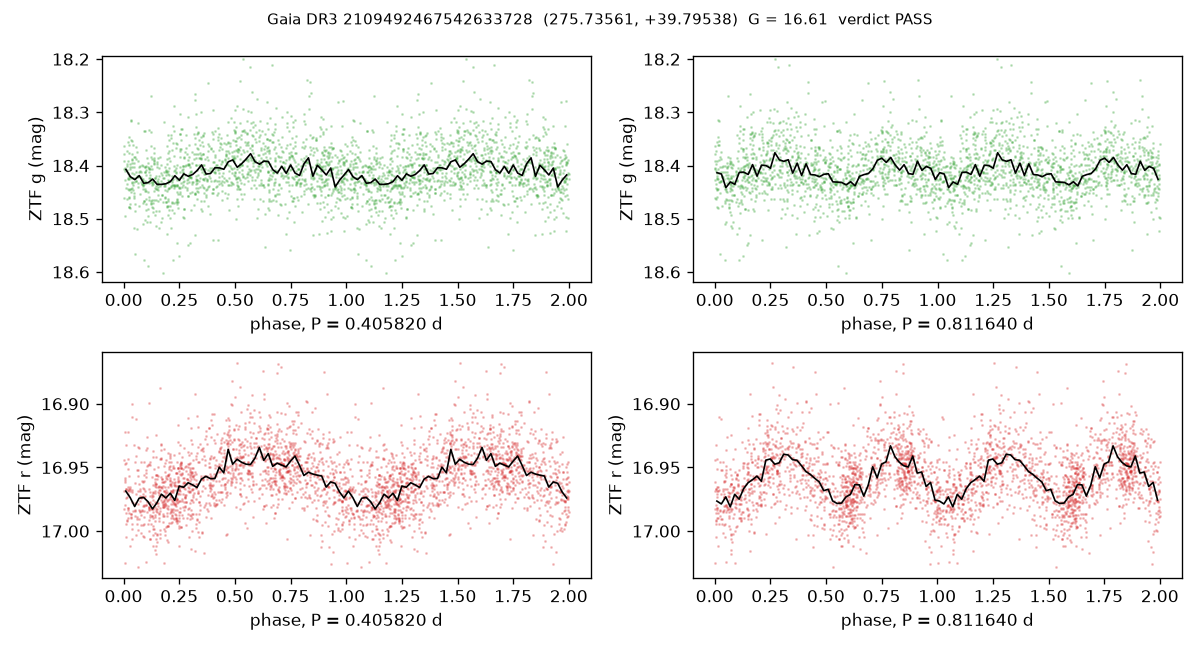 Gaia DR3 2109492467542633728  (275.73561, +39.79538)  G = 16.61  verdict PASS
ZTF g (mag)
18.2
18.3
18.4
18.5
18.6
0.00 0.25 0.50 0.75 1.00 1.25 1.50 1.75 2.00
phase, P = 0.405820 d
ZTF g (mag)
18.2
18.3
18.4
18.5
18.6
0.00 0.25 0.50 0.75 1.00 1.25 1.50 1.75 2.00
phase, P = 0.811640 d
ZTF r (mag)
16.90
16.95
17.00
0.00 0.25 0.50 0.75 1.00 1.25 1.50 1.75 2.00
phase, P = 0.405820 d
ZTF r (mag)
16.90
16.95
17.00
0.00 0.25 0.50 0.75 1.00 1.25 1.50 1.75 2.00
phase, P = 0.811640 d